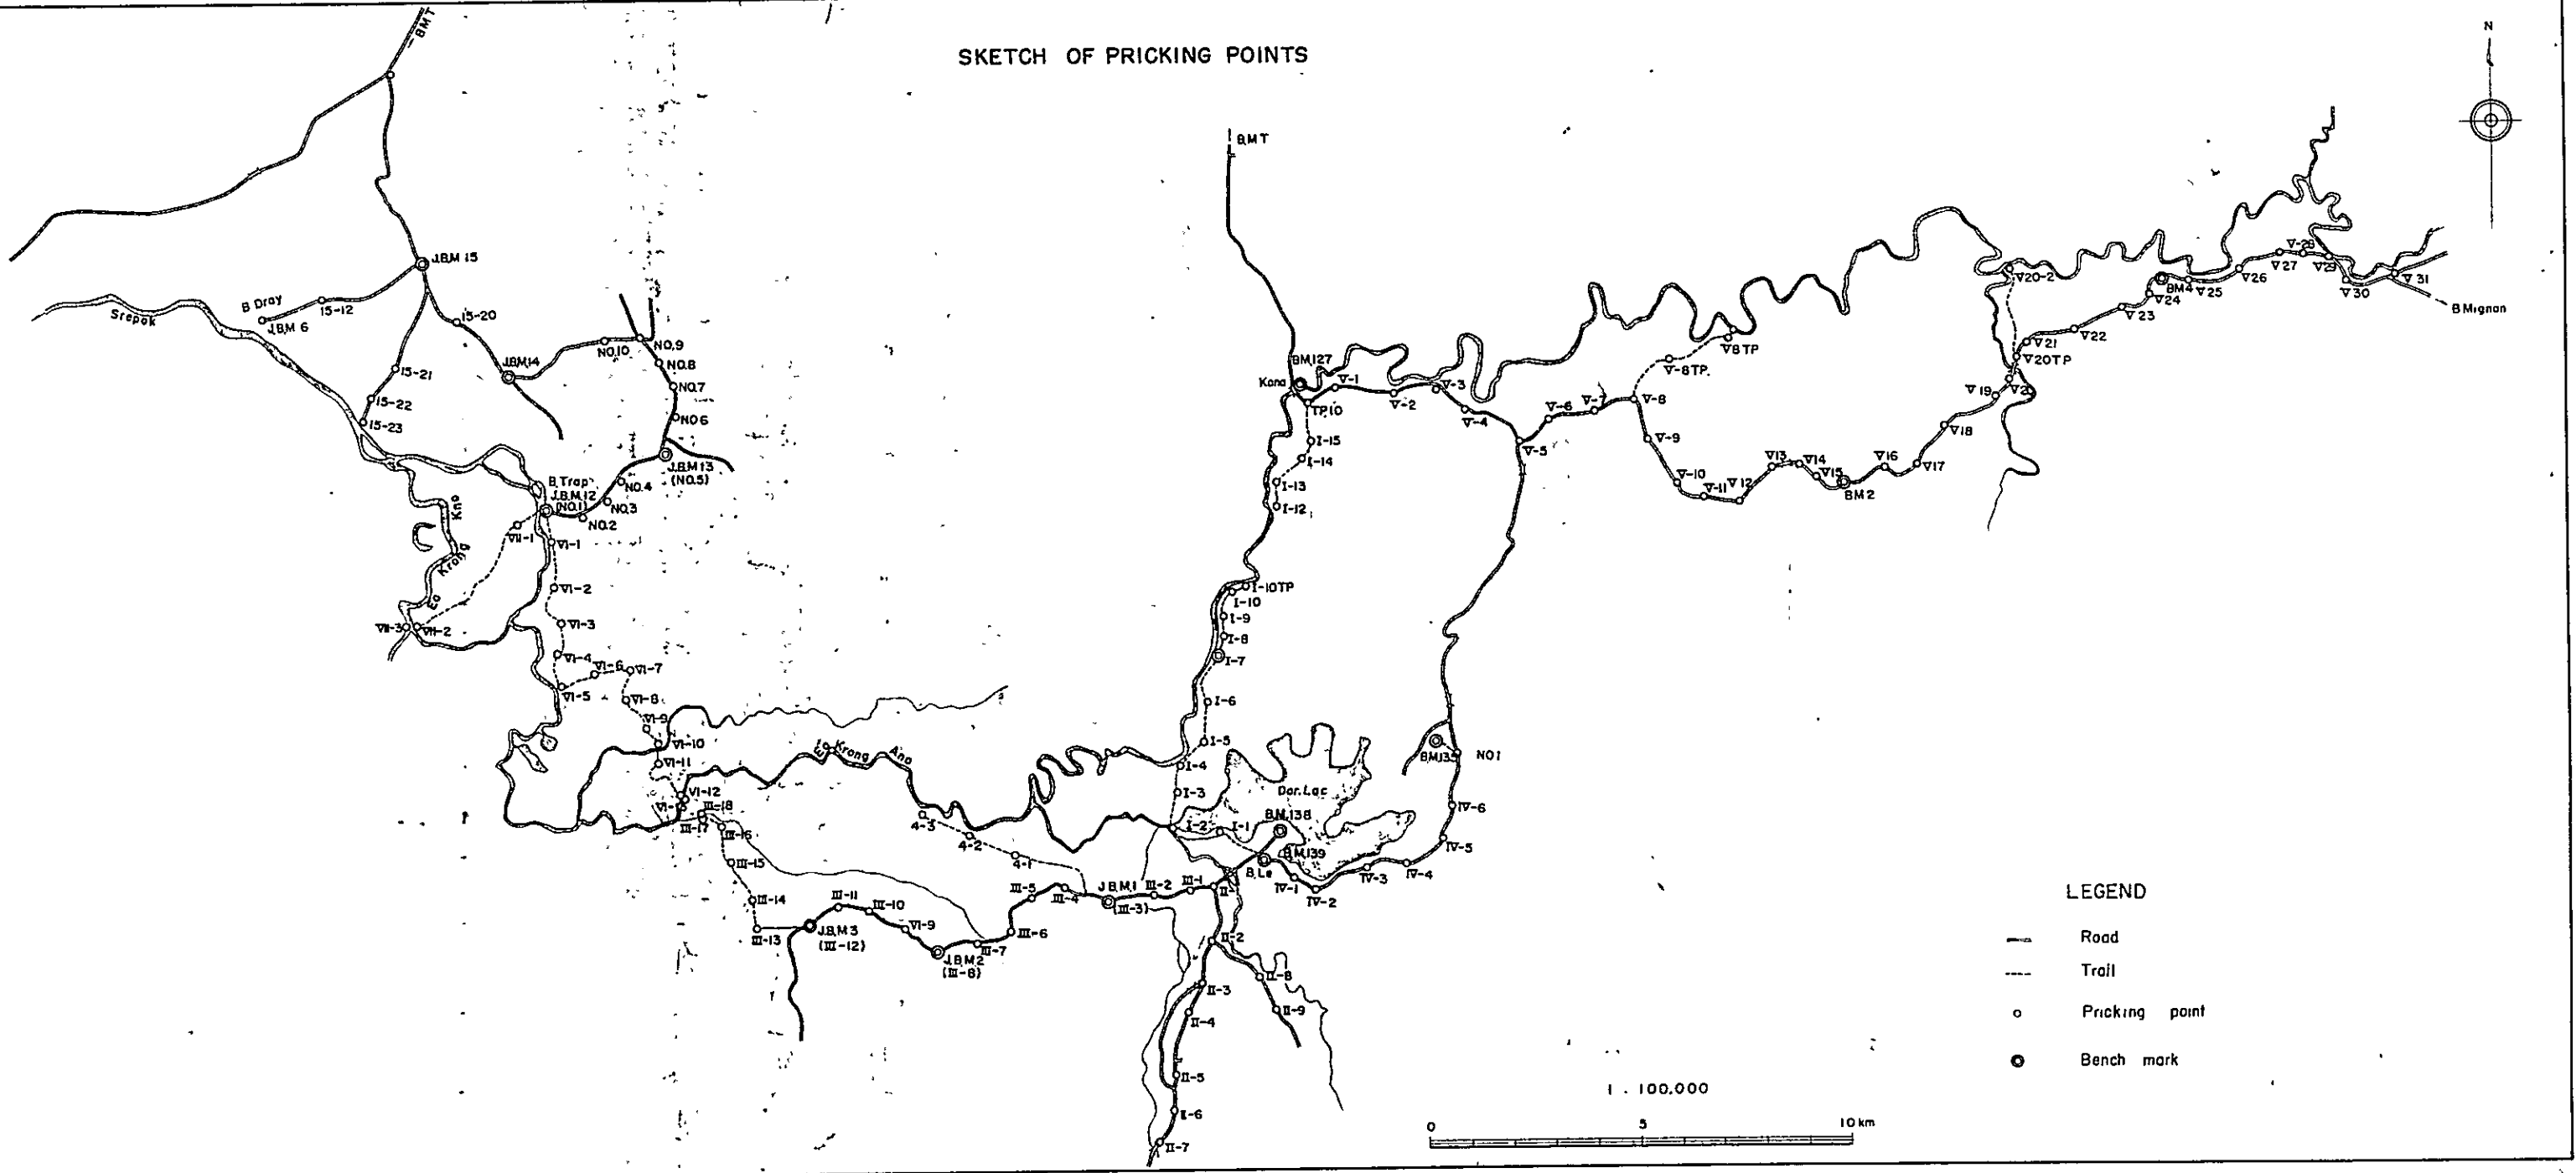 SKETCH OF PRICKING POINTS
N
BMT
J.B.M 15
B Dray
J.B.M 6
15-12
Srepok
15-20
15-21
15-22
15-23
J.B.M.14
NO.10
NO.9
NO.8
NO.7
NO.6
J.B.M 13
(NO.5)
NO.4
NO.3
NO.2
B.Trap
J.B.M.12
(NO.1)
VII-1
VII-2
VII-3
Ea Krong Kno
VI-1
VI-2
VI-3
VI-4
VI-5
VI-6
VI-7
VI-8
VI-9
VI-10
VI-11
VI-12
III-18
III-17
III-16
III-15
III-14
III-13
J.B.M 3
(III-12)
III-11
III-10
VI-9
J.B.M.2
(III-8)
III-7
III-6
III-5
III-4
J.B.M.1
(III-3)
III-2
III-1
4-3
4-2
4-1
Ea Krong Ana
B.M.T
BM.127
Kana
TP.10
I-15
I-14
I-13
I-12
I-10TP
I-10
I-9
I-8
I-7
I-6
I-5
I-4
I-3
I-2
I-1
Dar.Lac
B.M.138
B.M.139
B.Le
II-2
II-3
II-4
II-5
II-6
II-7
II-8
II-9
IV-1
IV-2
IV-3
IV-4
IV-5
IV-6
BM.135
NO1
V-1
V-2
V-3
V-4
V-5
V-6
V-7
V-8
V-8TP.
V8TP
V-9
V-10
V-11
V12
V13
V14
V15
BM2
V16
V17
V18
V19
V20
V20TP
V20-2
V21
V22
V23
V24
BM4
V25
V26
V27
V-28
V29
V30
V31
B Mignan
LEGEND
Road
Trail
Pricking point
Bench mark
1 . 100,000
0 5 10 km